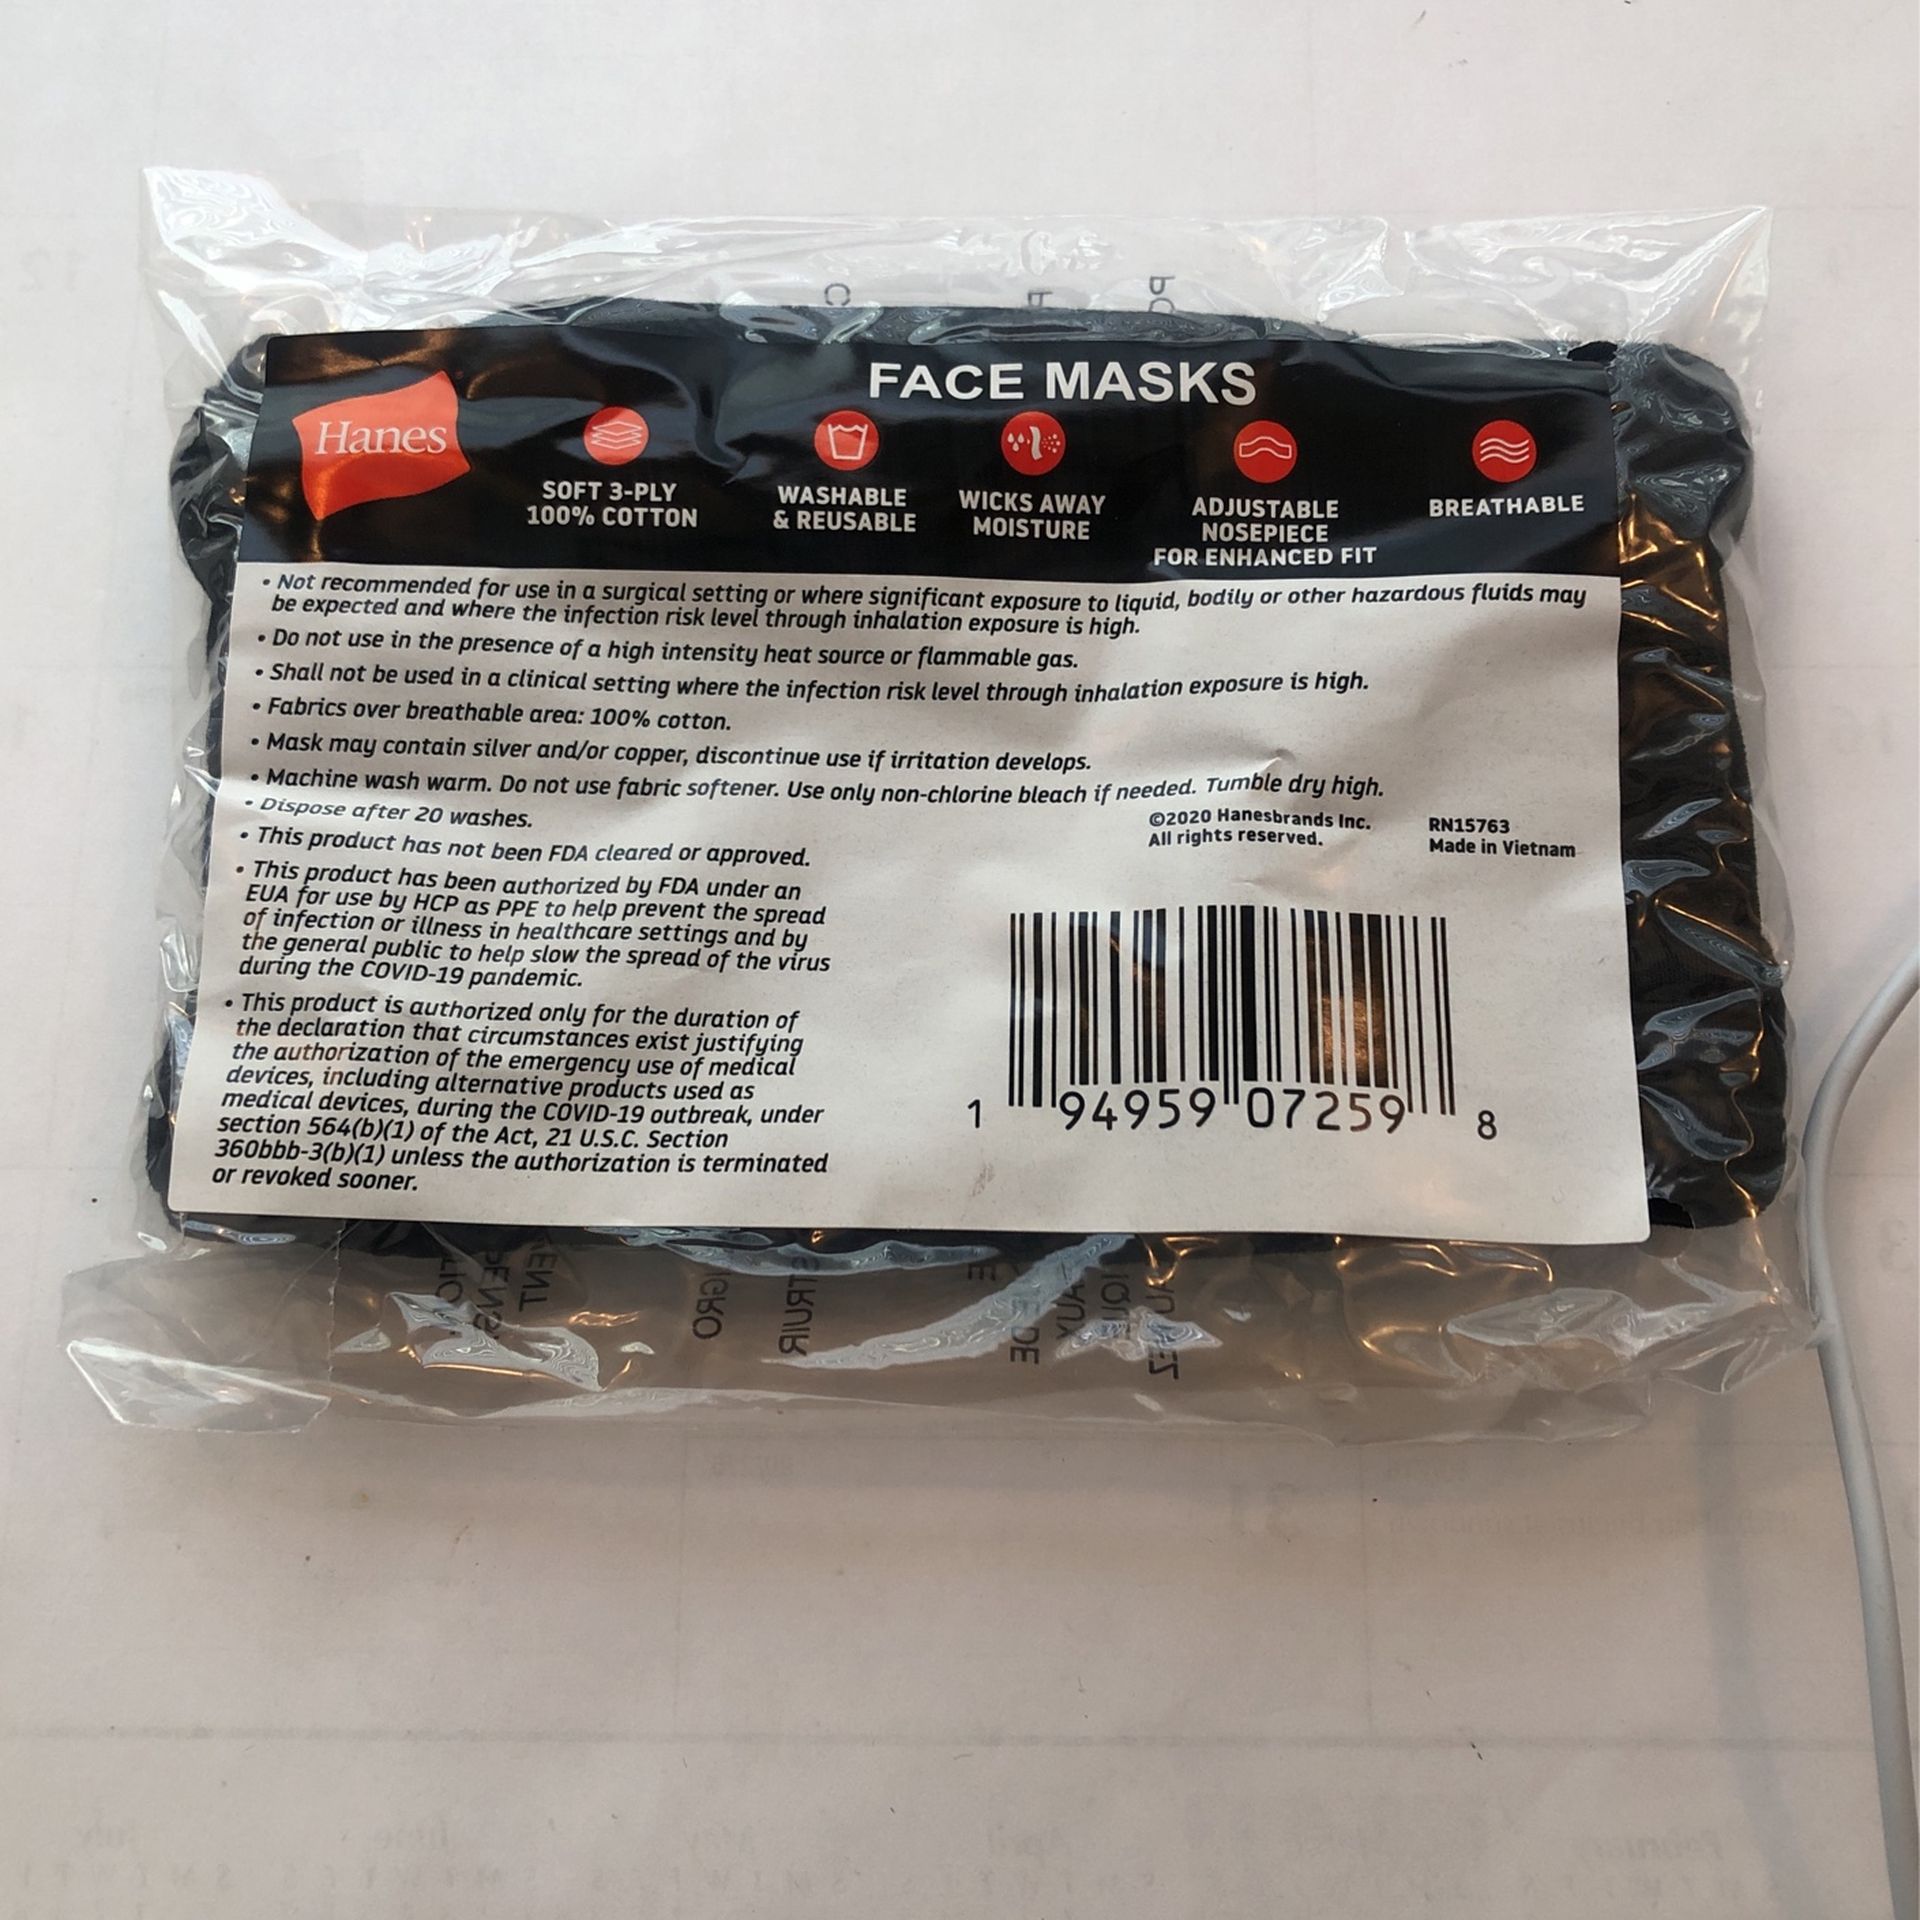 FACE MASKS
Hanes
SOFT 3-PLY
100% COTTON
WASHABLE
& REUSABLE
WICKS AWAY
MOISTURE
ADJUSTABLE
NOSEPIECE
FOR ENHANCED FIT
BREATHABLE
• Not recommended for use in a surgical setting or where significant exposure to liquid, bodily or other hazardous fluids may
be expected and where the infection risk level through inhalation exposure is high.
• Do not use in the presence of a high intensity heat source or flammable gas.
• Shall not be used in a clinical setting where the infection risk level through inhalation exposure is high.
• Fabrics over breathable area: 100% cotton.
• Mask may contain silver and/or copper, discontinue use if irritation develops.
• Machine wash warm. Do not use fabric softener. Use only non-chlorine bleach if needed. Tumble dry high.
• Dispose after 20 washes.
• This product has not been FDA cleared or approved.
• This product has been authorized by FDA under an
EUA for use by HCP as PPE to help prevent the spread
of infection or illness in healthcare settings and by
the general public to help slow the spread of the virus
during the COVID-19 pandemic.
• This product is authorized only for the duration of
the declaration that circumstances exist justifying
the authorization of the emergency use of medical
devices, including alternative products used as
medical devices, during the COVID-19 outbreak, under
section 564(b)(1) of the Act, 21 U.S.C. Section
360bbb-3(b)(1) unless the authorization is terminated
or revoked sooner.
©2020 Hanesbrands Inc.
All rights reserved.
RN15763
Made in Vietnam
1 94959 07259 8